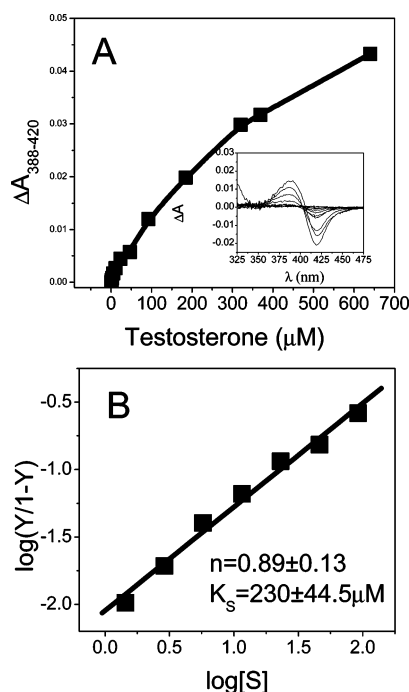 A
0.05
0.04
0.03
0.02
0.01
0.00
ΔA388-420
0.03
0.02
0.01
0.00
-0.01
-0.02
ΔA
325 350 375 400 425 450 475
λ (nm)
0 100 200 300 400 500 600 700
Testosterone (μM)
B
-0.5
-1.0
-1.5
-2.0
log(Y/1-Y)
n=0.89±0.13
KS=230±44.5μM
0.0 0.5 1.0 1.5 2.0
log[S]